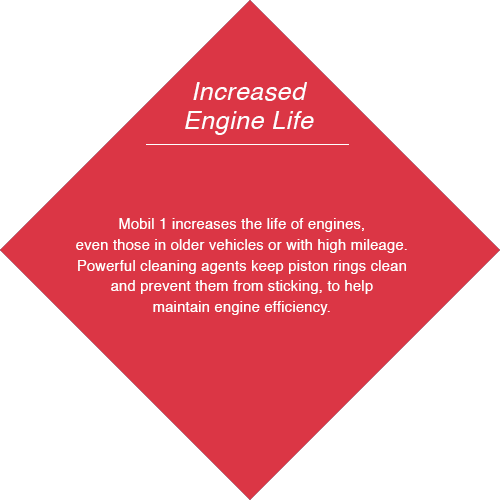 Increased
Engine Life
Mobil 1 increases the life of engines,
even those in older vehicles or with high mileage.
Powerful cleaning agents keep piston rings clean
and prevent them from sticking, to help
maintain engine efficiency.